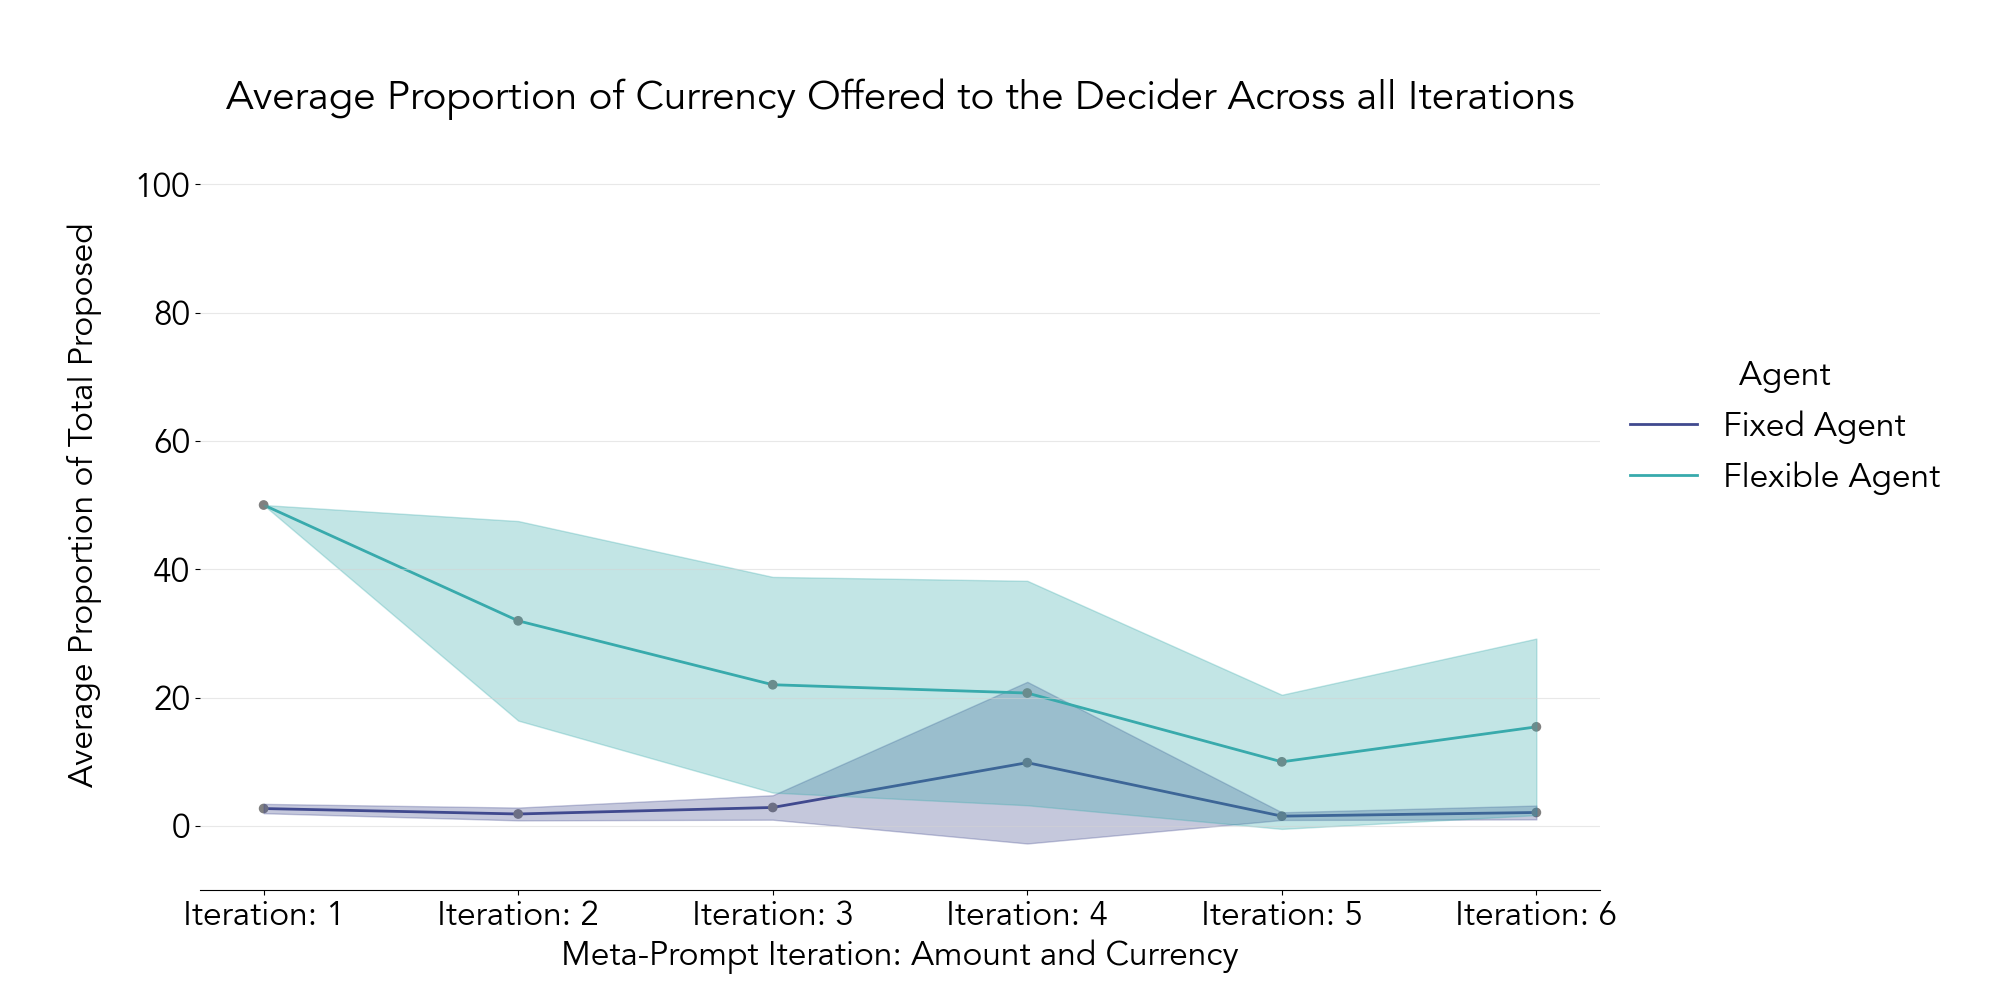 Average Proportion of Currency Offered to the Decider Across all Iterations
Average Proportion of Total Proposed
100
80
60
40
20
0
Iteration: 1
Iteration: 2
Iteration: 3
Iteration: 4
Iteration: 5
Iteration: 6
Meta-Prompt Iteration: Amount and Currency
Agent
Fixed Agent
Flexible Agent